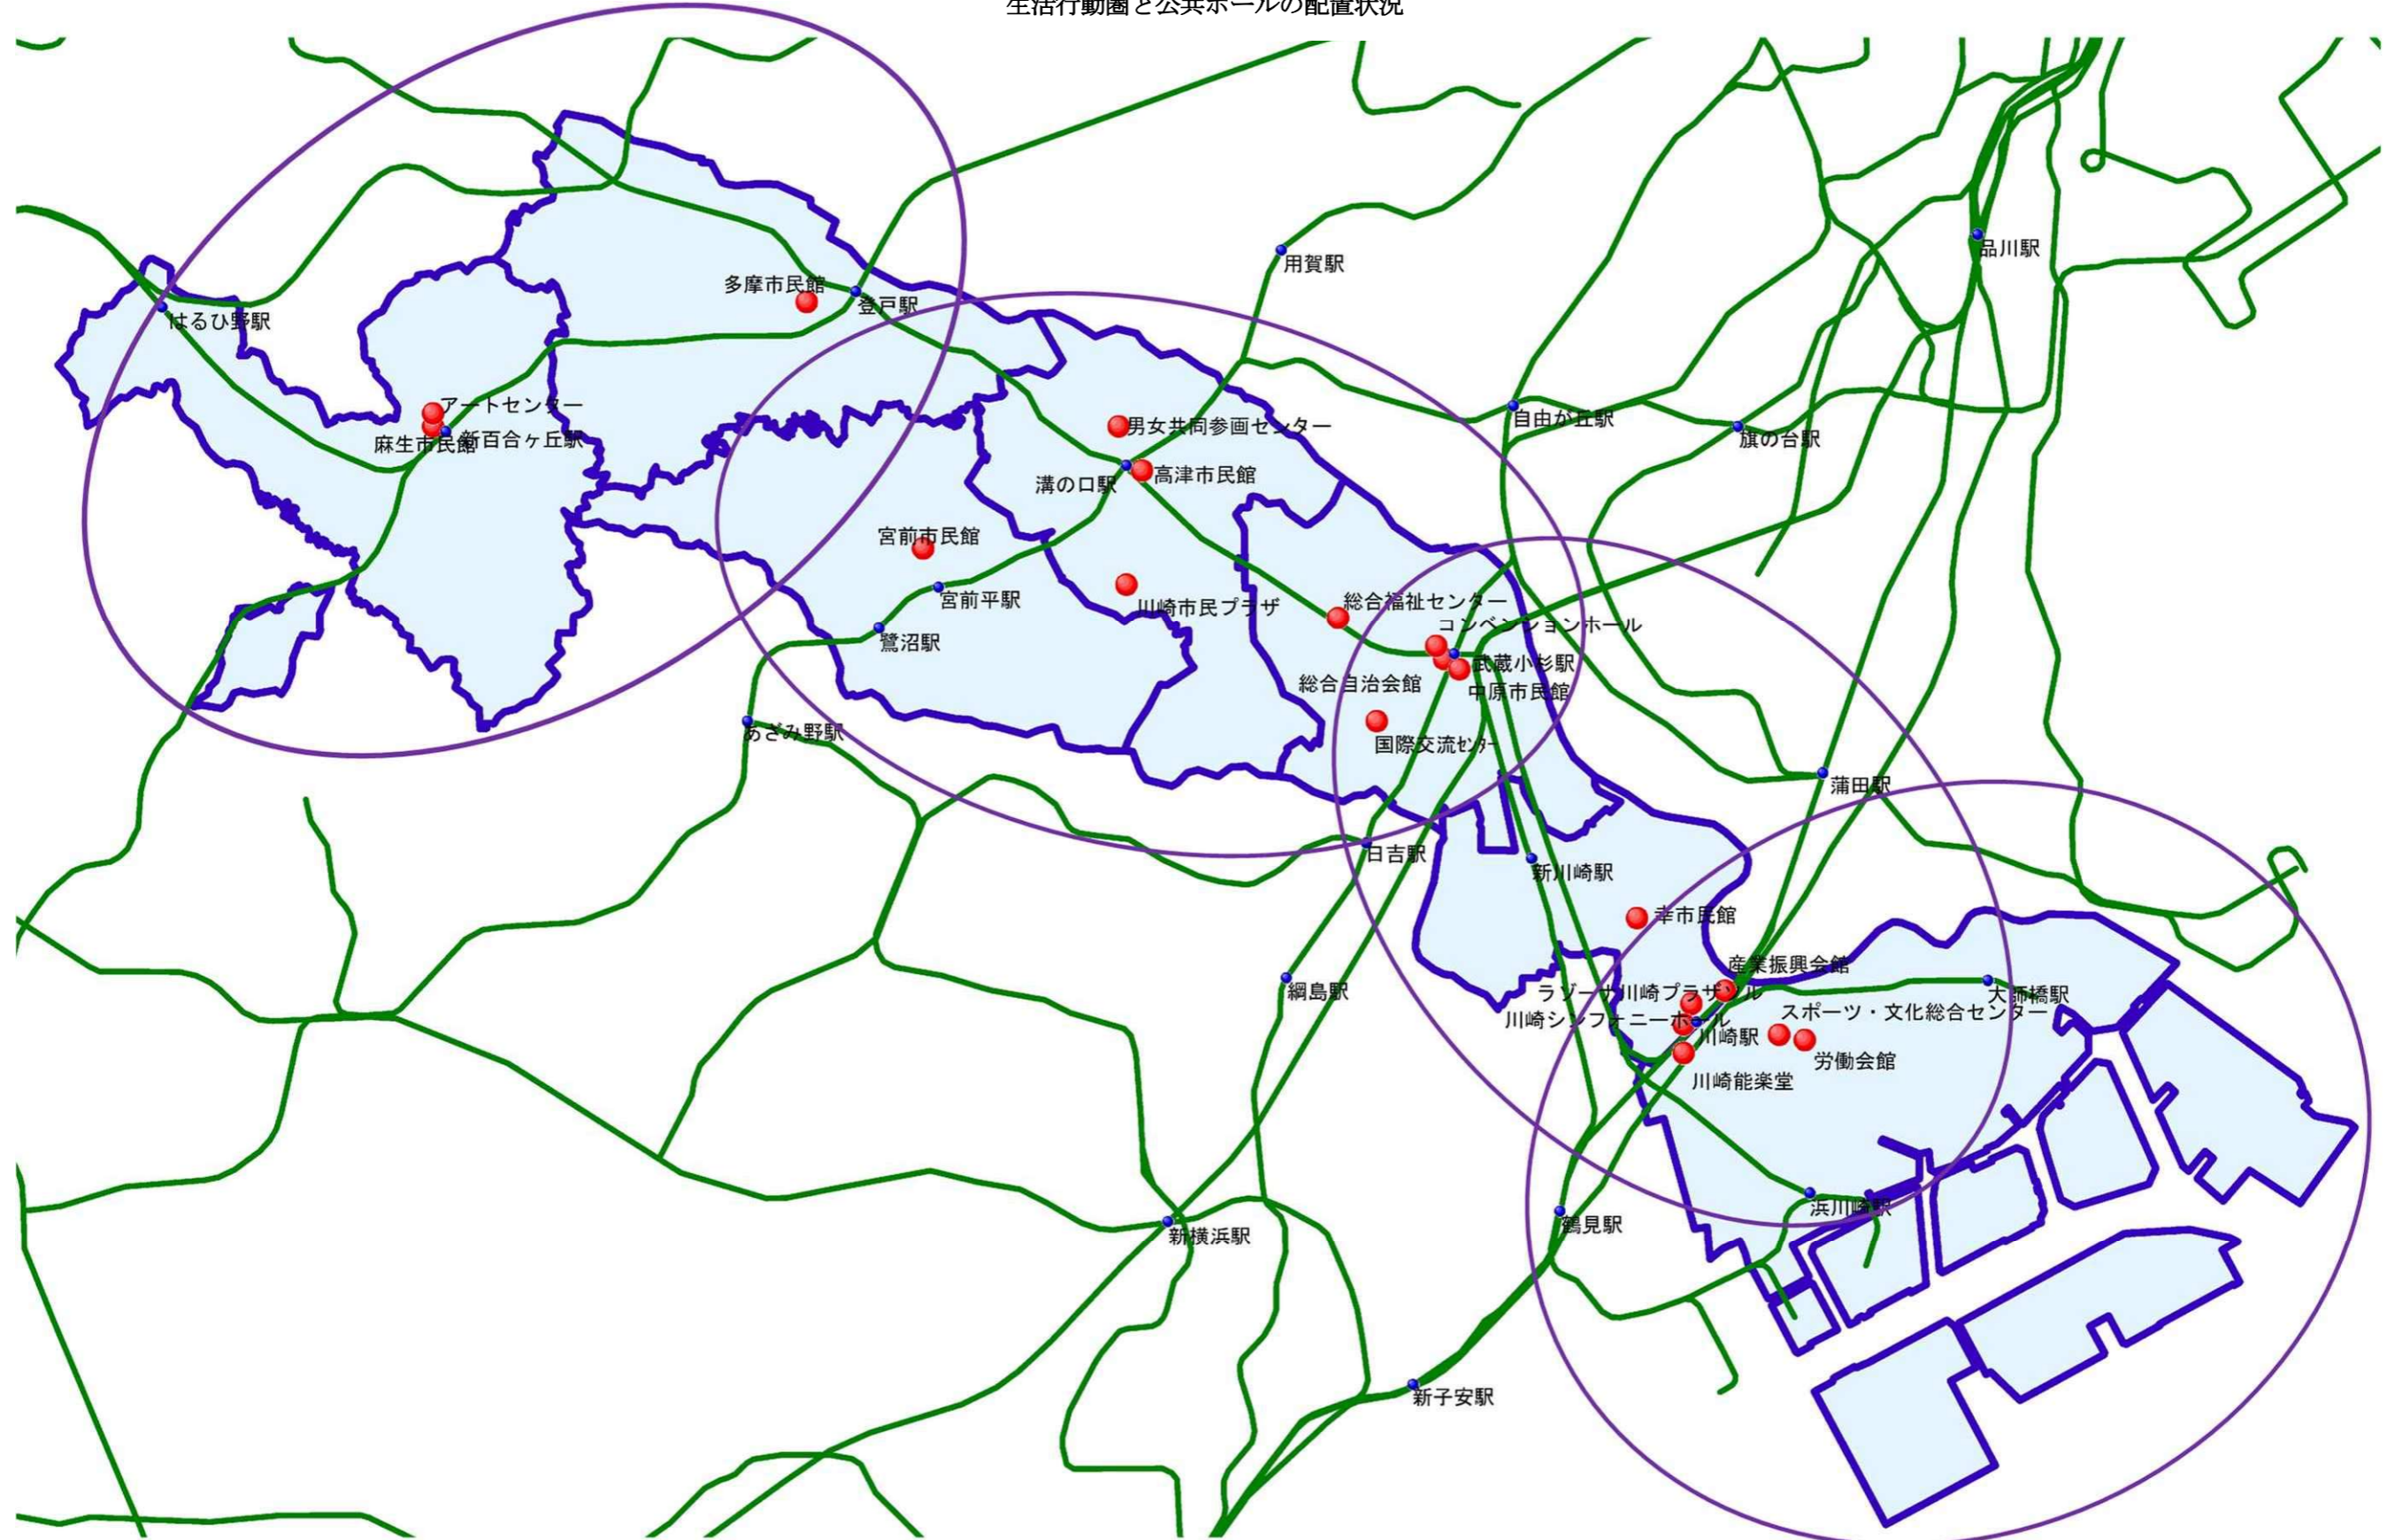 生活行動圏と公共ホールの配置状況
品川駅
用賀駅
多摩市民館
登戸駅
はるひ野駅
アートセンター
麻生市民館
新百合ヶ丘駅
男女共同参画センター
自由が丘駅
旗の台駅
高津市民館
溝の口駅
宮前市民館
宮前平駅
川崎市民プラザ
総合福祉センター
コンベンションホール
鷺沼駅
武蔵小杉駅
総合自治会館
中原市民館
あざみ野駅
国際交流センター
蒲田駅
日吉駅
新川崎駅
幸市民館
産業振興会館
綱島駅
ラゾーナ川崎プラザソル
大師橋駅
川崎シンフォニーホール
スポーツ・文化総合センター
川崎駅
労働会館
川崎能楽堂
浜川崎駅
鶴見駅
新横浜駅
新子安駅